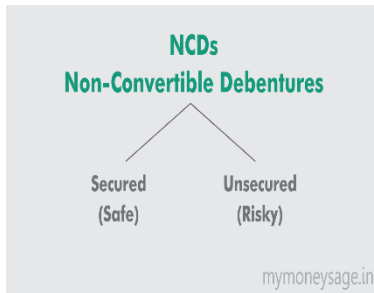 NCDs
Non-Convertible Debentures
Secured
(Safe)
Unsecured
(Risky)
mymoneysage.in